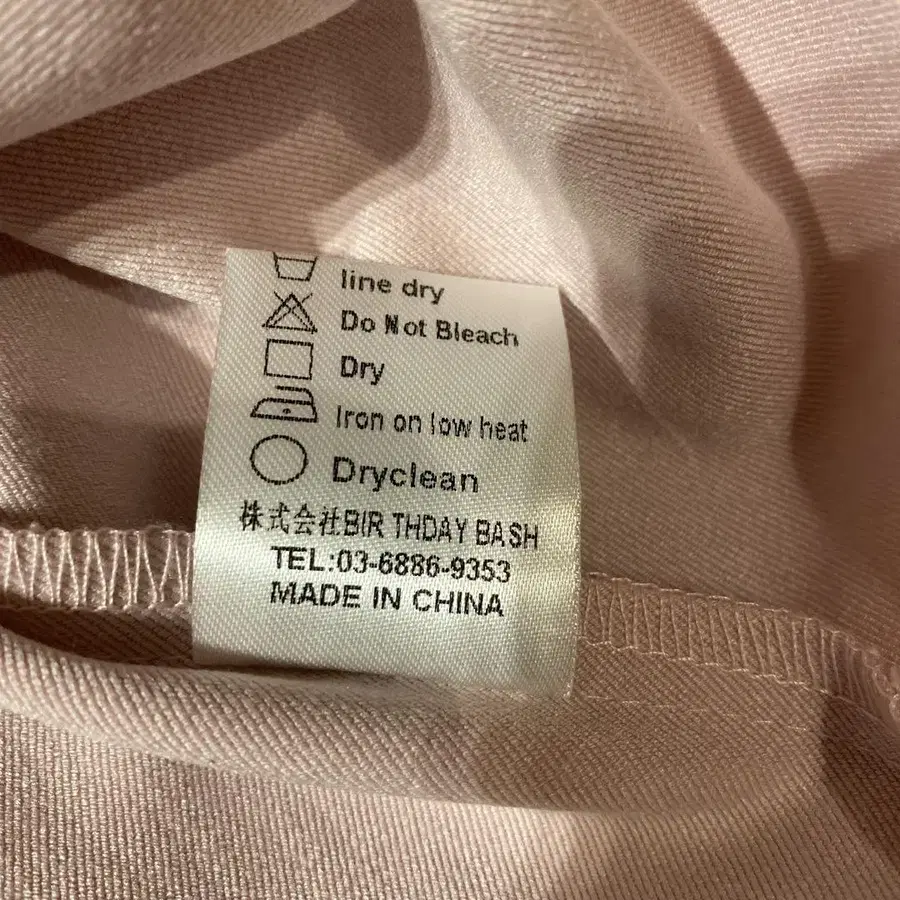 line dry
Do Not Bleach
Dry
Iron on low heat
Dryclean
株式会社BIR THDAY BASH
TEL:03-6886-9353
MADE IN CHINA